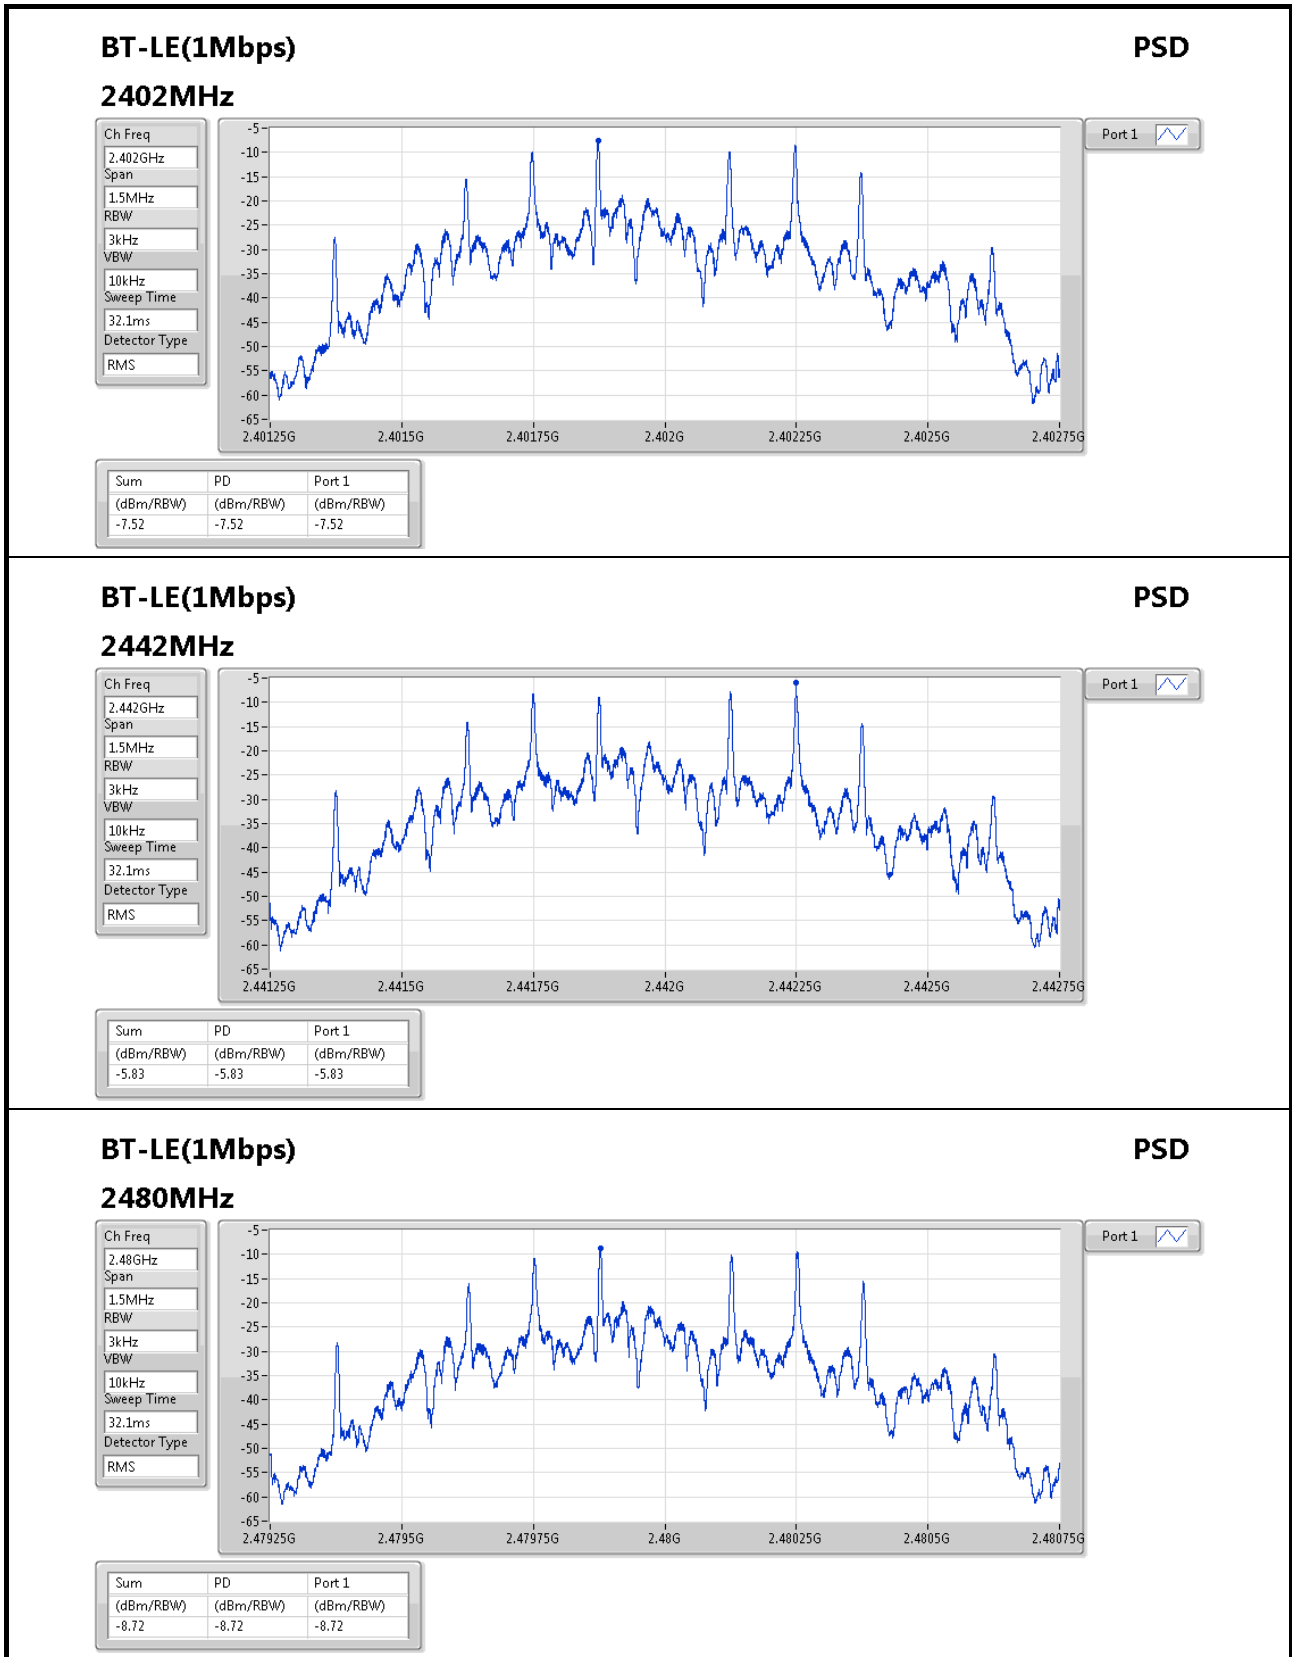 BT-LE(1Mbps) PSD
2402MHz
Ch Freq
2.402GHz
Span
1.5MHz
RBW
3kHz
VBW
10kHz
Sweep Time
32.1ms
Detector Type
RMS
-5
-10
-15
-20
-25
-30
-35
-40
-45
-50
-55
-60
-65
2.40125G 2.4015G 2.40175G 2.402G 2.40225G 2.4025G 2.40275G
Port 1
Sum PD Port 1
(dBm/RBW) (dBm/RBW) (dBm/RBW)
-7.52 -7.52 -7.52
BT-LE(1Mbps) PSD
2442MHz
Ch Freq
2.442GHz
Span
1.5MHz
RBW
3kHz
VBW
10kHz
Sweep Time
32.1ms
Detector Type
RMS
-5
-10
-15
-20
-25
-30
-35
-40
-45
-50
-55
-60
-65
2.44125G 2.4415G 2.44175G 2.442G 2.44225G 2.4425G 2.44275G
Port 1
Sum PD Port 1
(dBm/RBW) (dBm/RBW) (dBm/RBW)
-5.83 -5.83 -5.83
BT-LE(1Mbps) PSD
2480MHz
Ch Freq
2.48GHz
Span
1.5MHz
RBW
3kHz
VBW
10kHz
Sweep Time
32.1ms
Detector Type
RMS
-5
-10
-15
-20
-25
-30
-35
-40
-45
-50
-55
-60
-65
2.47925G 2.4795G 2.47975G 2.48G 2.48025G 2.4805G 2.48075G
Port 1
Sum PD Port 1
(dBm/RBW) (dBm/RBW) (dBm/RBW)
-8.72 -8.72 -8.72